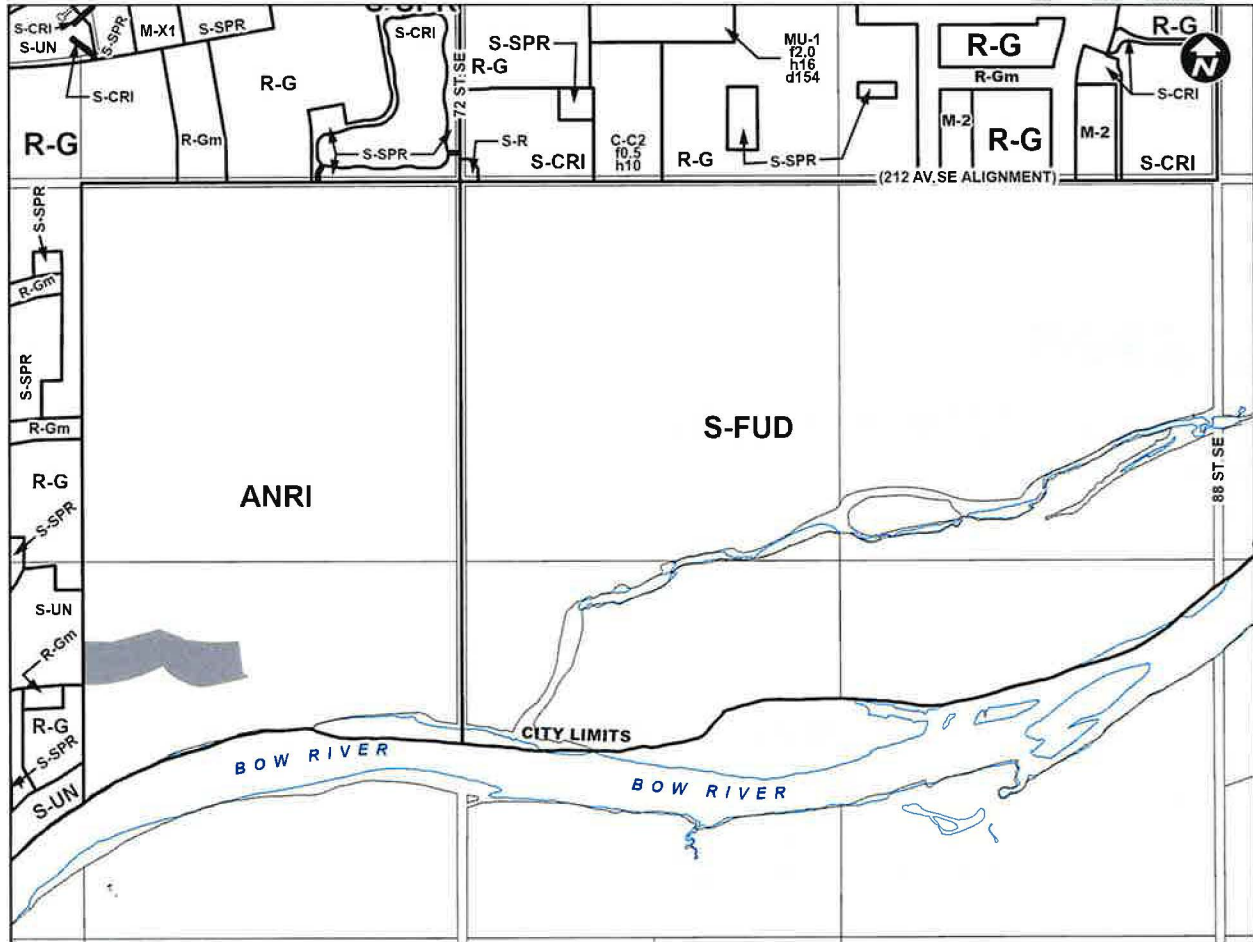 S-SPR
S-CRI
S-UN
S-SPR
M-X1
S-SPR
S-CRI
S-CRI
R-G
R-G
R-Gm
S-SPR
72 ST. SE
S-SPR
R-G
S-R
S-CRI
C-C2
f0.5
h10
R-G
S-SPR
MU-1
f2.0
h16
d154
R-G
R-Gm
M-2
R-G
M-2
R-G
S-CRI
S-CRI
N
(212 AV. SE ALIGNMENT)
S-SPR
R-Gm
S-SPR
R-Gm
R-G
S-SPR
S-UN
R-Gm
R-G
S-SPR
S-UN
ANRI
S-FUD
88 ST. SE
CITY LIMITS
BOW RIVER
BOW RIVER